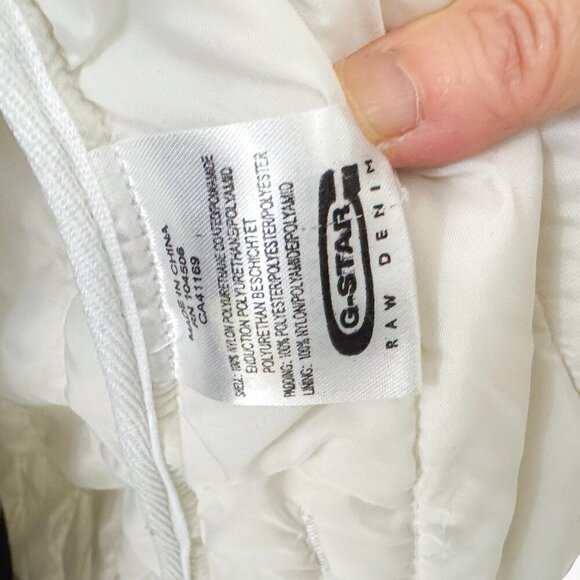 G-STAR
RAW DENIM
SHELL: 100% NYLON POLYURETHANE COATED/POLYAMIDE
ENDUCTION POLYURETHANE/POLYAMID
POLYURETHAN BESCHICHTET
PADDING: 100% POLYESTER/POLYESTER/POLYESTER
LINING: 100% NYLON/POLYAMIDE/POLYAMID
MADE IN CHINA
RN 104506
CA41169